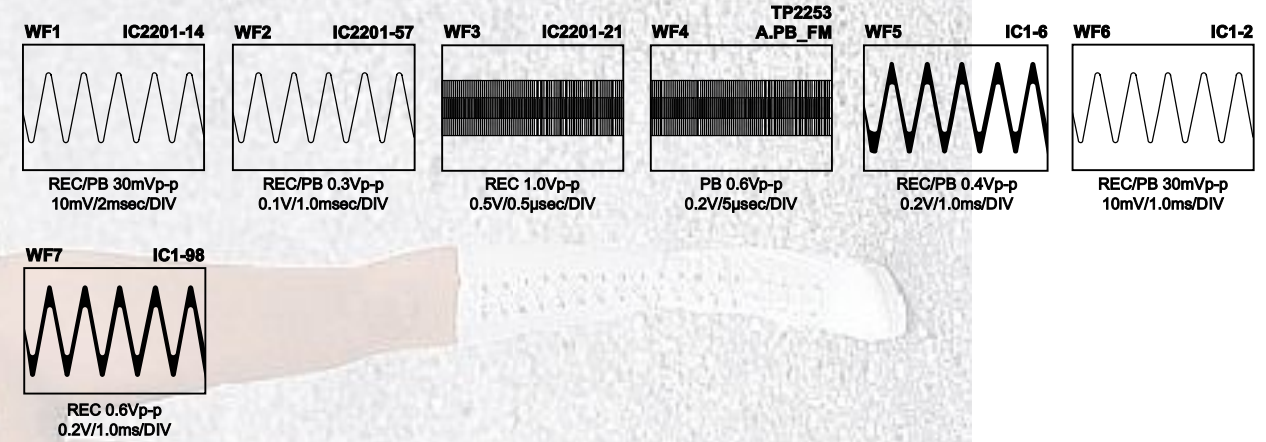 WF1 IC2201-14
REC/PB 30mVp-p
10mV/2msec/DIV
WF2 IC2201-57
REC/PB 0.3Vp-p
0.1V/1.0msec/DIV
WF3 IC2201-21
REC 1.0Vp-p
0.5V/0.5µsec/DIV
TP2253
WF4 A.PB_FM
PB 0.6Vp-p
0.2V/5µsec/DIV
WF5 IC1-6
REC/PB 0.4Vp-p
0.2V/1.0ms/DIV
WF6 IC1-2
REC/PB 30mVp-p
10mV/1.0ms/DIV
WF7 IC1-98
REC 0.6Vp-p
0.2V/1.0ms/DIV